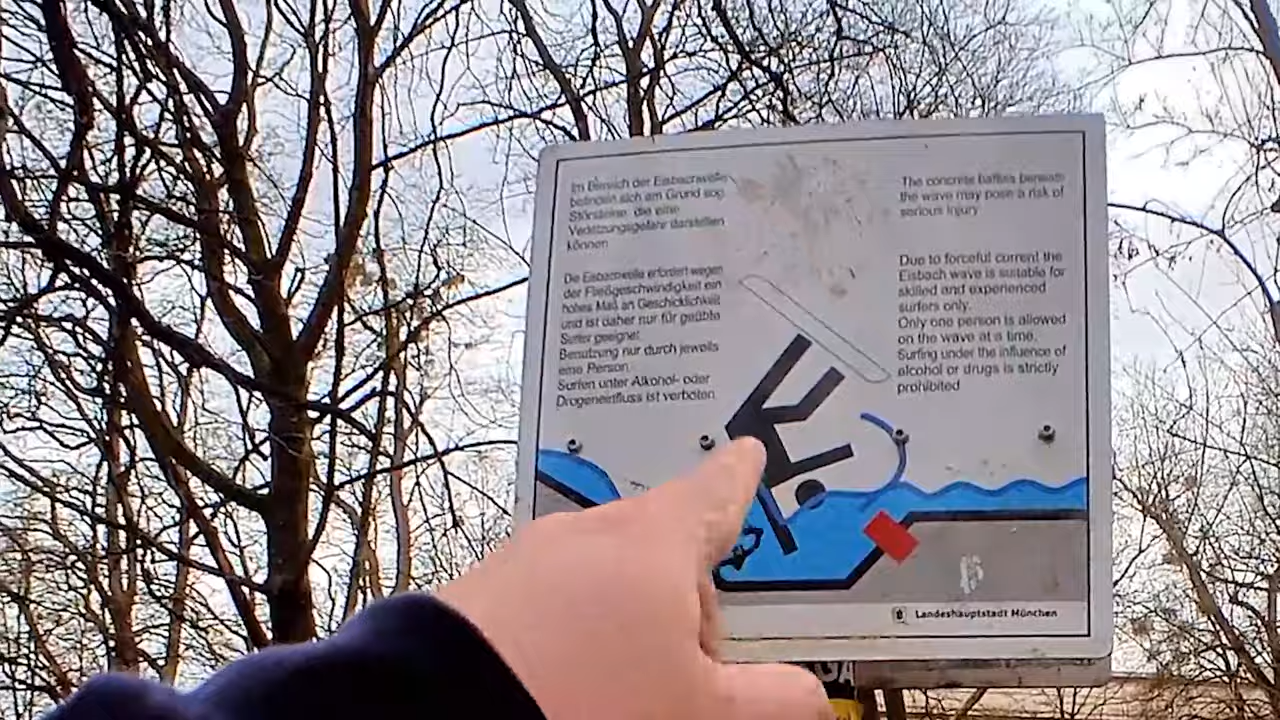 Im Bereich der Eisbachwelle
befinden sich am Grund sog.
Störsteine, die eine
Verletzungsgefahr darstellen
können.
Die Eisbachwelle erfordert wegen
der Fließgeschwindigkeit ein
hohes Maß an Geschicklichkeit
und ist daher nur für geübte
Surfer geeignet.
Benutzung nur durch jeweils
eine Person.
Surfen unter Alkohol- oder
Drogeneinfluss ist verboten.
The concrete baffles beneath
the wave may pose a risk of
serious injury.
Due to forceful current the
Eisbach wave is suitable for
skilled and experienced
surfers only.
Only one person is allowed
on the wave at a time.
Surfing under the influence of
alcohol or drugs is strictly
prohibited
Landeshauptstadt München